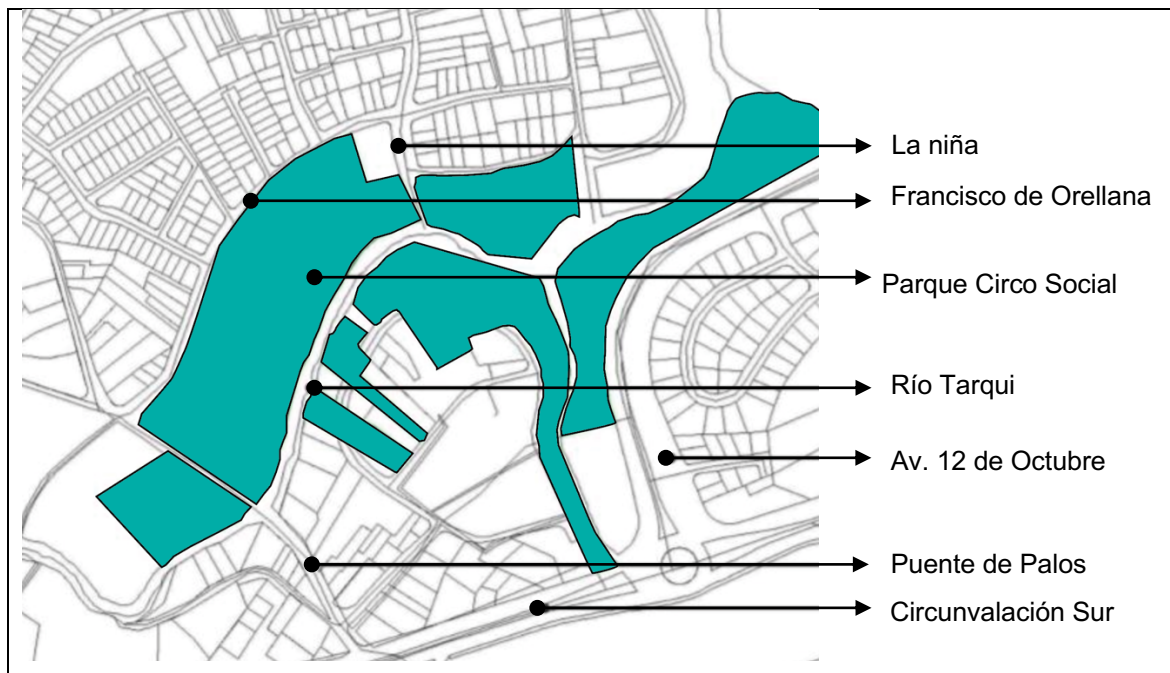 La niña
Francisco de Orellana
Parque Circo Social
Río Tarqui
Av. 12 de Octubre
Puente de Palos
Circunvalación Sur